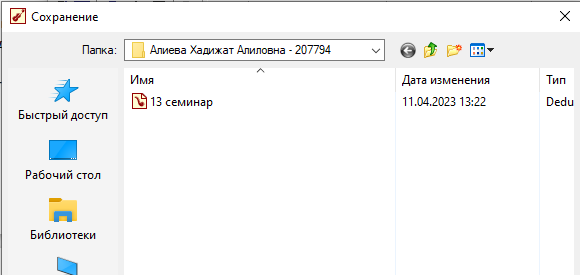 Сохранение
Папка: Алиева Хадижат Алиловна - 207794
Имя Дата изменения Тип
13 семинар 11.04.2023 13:22 Dedu
Быстрый доступ
Рабочий стол
Библиотеки